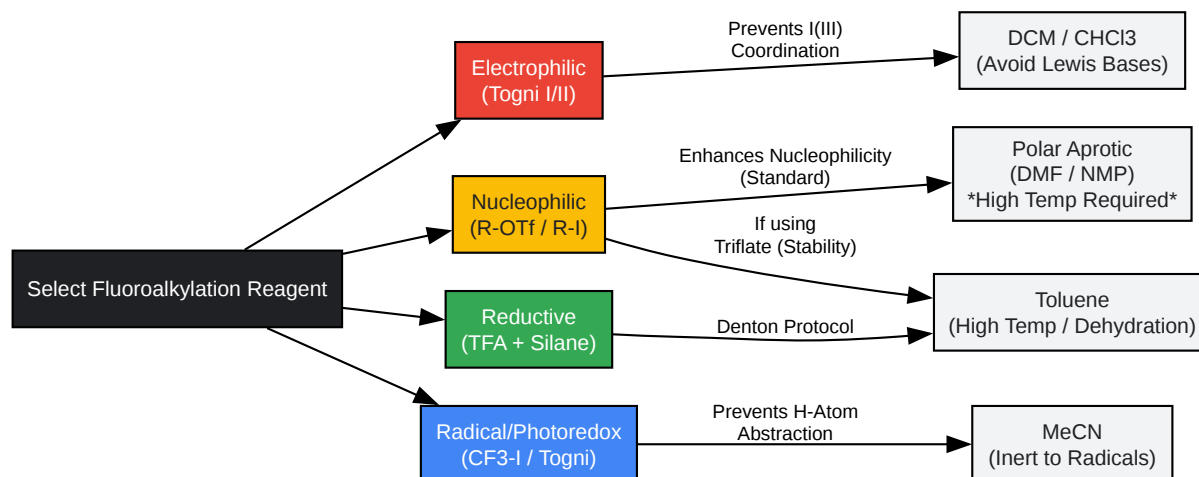 Select Fluoroalkylation Reagent
Electrophilic
(Togni I/II)
Prevents I(III)
Coordination
DCM / CHCl3
(Avoid Lewis Bases)
Nucleophilic
(R-OTf / R-I)
Enhances Nucleophilicity
(Standard)
Polar Aprotic
(DMF / NMP)
*High Temp Required*
If using
Triflate (Stability)
Toluene
(High Temp / Dehydration)
Reductive
(TFA + Silane)
Denton Protocol
Radical/Photoredox
(CF3-I / Togni)
Prevents H-Atom
Abstraction
MeCN
(Inert to Radicals)